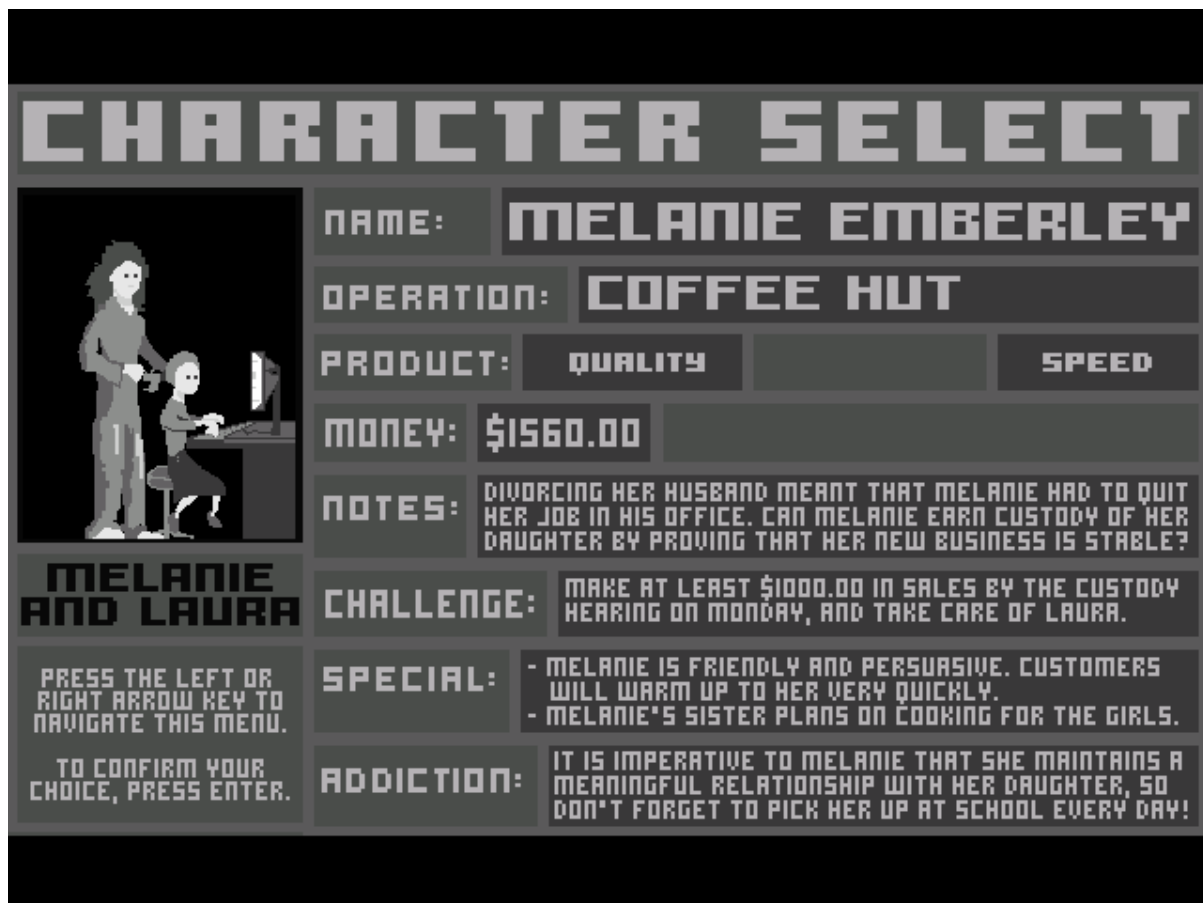 CHARACTER SELECT
NAME: MELANIE EMBERLEY
OPERATION: COFFEE HUT
PRODUCT: QUALITY SPEED
MONEY: $1560.00
NOTES: DIVORCING HER HUSBAND MEANT THAT MELANIE HAD TO QUIT
HER JOB IN HIS OFFICE. CAN MELANIE EARN CUSTODY OF HER
DAUGHTER BY PROVING THAT HER NEW BUSINESS IS STABLE?
MELANIE
AND LAURA
CHALLENGE: MAKE AT LEAST $1000.00 IN SALES BY THE CUSTODY
HEARING ON MONDAY, AND TAKE CARE OF LAURA.
PRESS THE LEFT OR
RIGHT ARROW KEY TO
NAVIGATE THIS MENU.
TO CONFIRM YOUR
CHOICE, PRESS ENTER.
SPECIAL: - MELANIE IS FRIENDLY AND PERSUASIVE. CUSTOMERS
WILL WARM UP TO HER VERY QUICKLY.
- MELANIE'S SISTER PLANS ON COOKING FOR THE GIRLS.
ADDICTION: IT IS IMPERATIVE TO MELANIE THAT SHE MAINTAINS A
MEANINGFUL RELATIONSHIP WITH HER DAUGHTER, SO
DON'T FORGET TO PICK HER UP AT SCHOOL EVERY DAY!